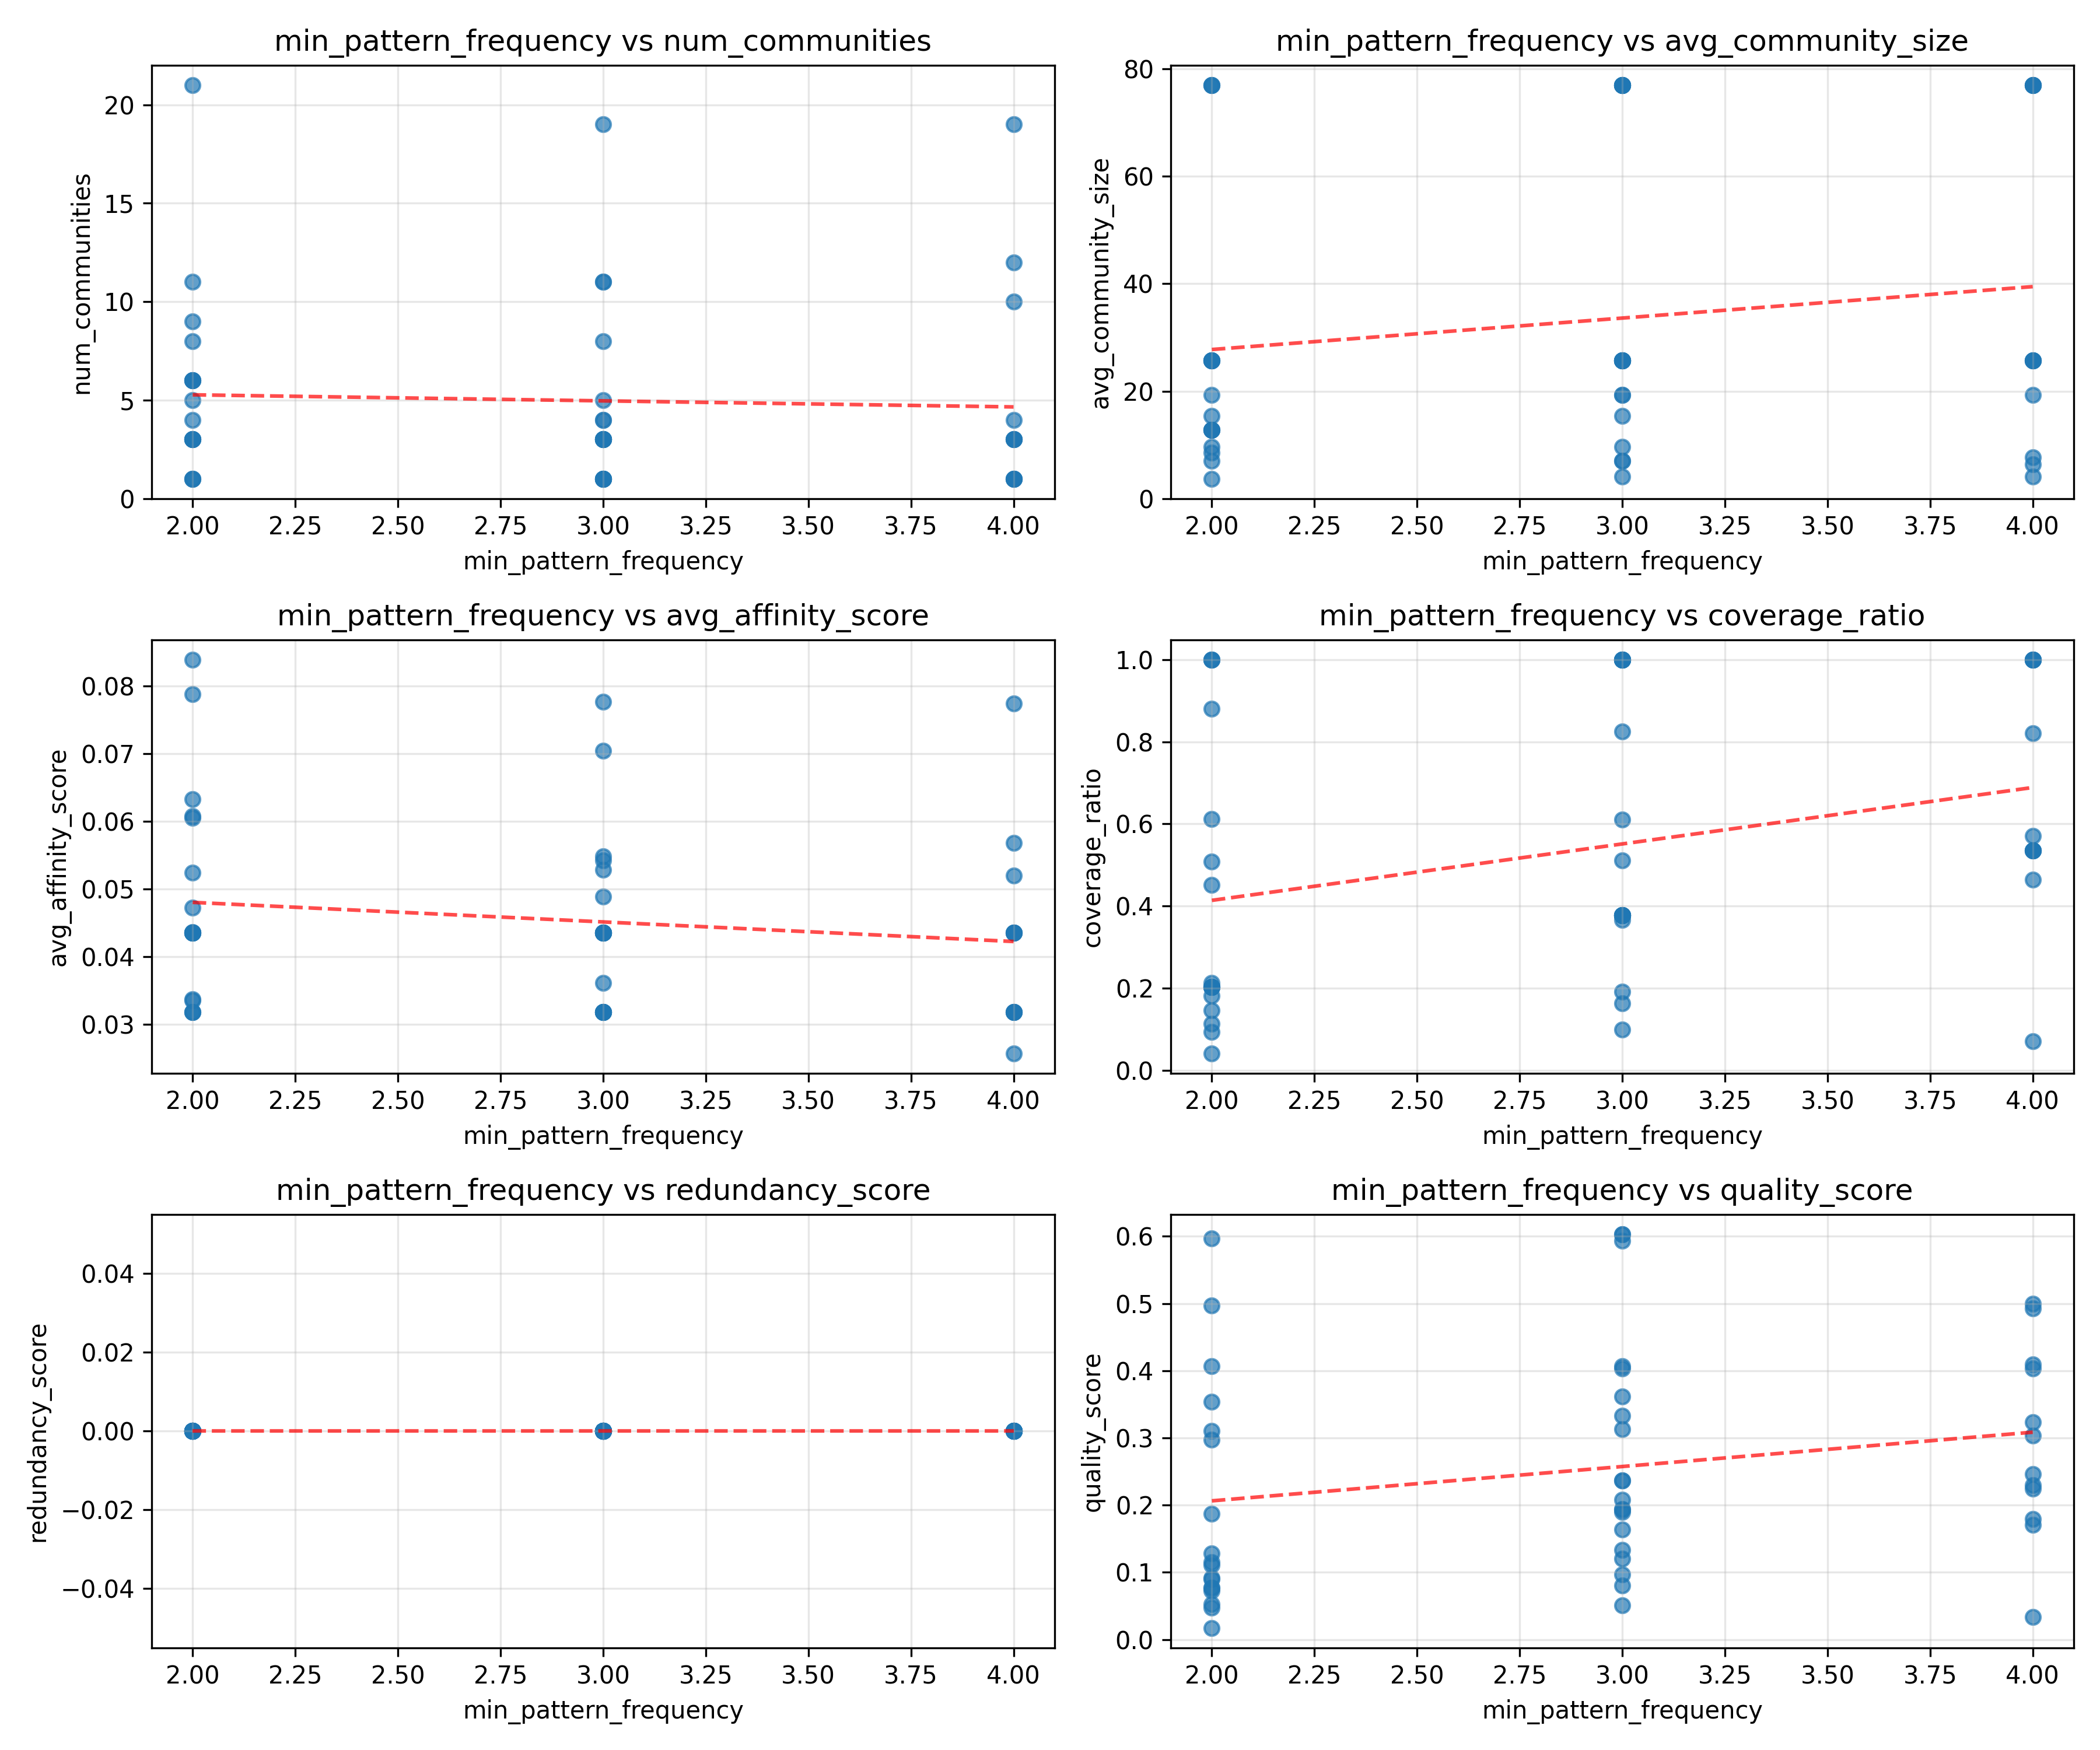 min_pattern_frequency vs num_communities
num_communities
20
15
10
5
0
2.00 2.25 2.50 2.75 3.00 3.25 3.50 3.75 4.00
min_pattern_frequency
min_pattern_frequency vs avg_community_size
avg_community_size
80
60
40
20
0
2.00 2.25 2.50 2.75 3.00 3.25 3.50 3.75 4.00
min_pattern_frequency
min_pattern_frequency vs avg_affinity_score
avg_affinity_score
0.08
0.07
0.06
0.05
0.04
0.03
2.00 2.25 2.50 2.75 3.00 3.25 3.50 3.75 4.00
min_pattern_frequency
min_pattern_frequency vs coverage_ratio
coverage_ratio
1.0
0.8
0.6
0.4
0.2
0.0
2.00 2.25 2.50 2.75 3.00 3.25 3.50 3.75 4.00
min_pattern_frequency
min_pattern_frequency vs redundancy_score
redundancy_score
0.04
0.02
0.00
−0.02
−0.04
2.00 2.25 2.50 2.75 3.00 3.25 3.50 3.75 4.00
min_pattern_frequency
min_pattern_frequency vs quality_score
quality_score
0.6
0.5
0.4
0.3
0.2
0.1
0.0
2.00 2.25 2.50 2.75 3.00 3.25 3.50 3.75 4.00
min_pattern_frequency